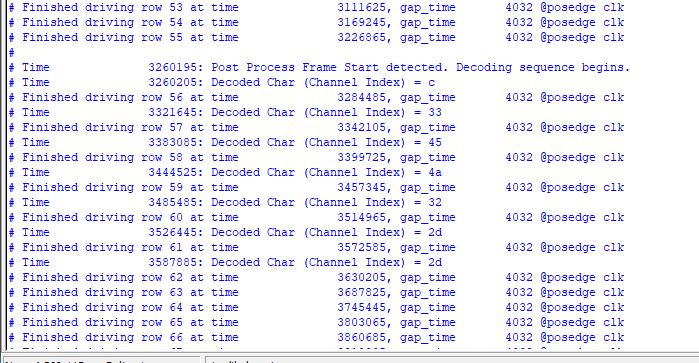 # Finished driving row 53 at time 3111625, gap_time 4032 @posedge clk
# Finished driving row 54 at time 3169245, gap_time 4032 @posedge clk
# Finished driving row 55 at time 3226865, gap_time 4032 @posedge clk
#
# Time 3260195: Post Process Frame Start detected. Decoding sequence begins.
# Time 3260205: Decoded Char (Channel Index) = c
# Finished driving row 56 at time 3284485, gap_time 4032 @posedge clk
# Time 3321645: Decoded Char (Channel Index) = 33
# Finished driving row 57 at time 3342105, gap_time 4032 @posedge clk
# Time 3383085: Decoded Char (Channel Index) = 45
# Finished driving row 58 at time 3399725, gap_time 4032 @posedge clk
# Time 3444525: Decoded Char (Channel Index) = 4a
# Finished driving row 59 at time 3457345, gap_time 4032 @posedge clk
# Time 3485485: Decoded Char (Channel Index) = 32
# Finished driving row 60 at time 3514965, gap_time 4032 @posedge clk
# Time 3526445: Decoded Char (Channel Index) = 2d
# Finished driving row 61 at time 3572585, gap_time 4032 @posedge clk
# Time 3587885: Decoded Char (Channel Index) = 2d
# Finished driving row 62 at time 3630205, gap_time 4032 @posedge clk
# Finished driving row 63 at time 3687825, gap_time 4032 @posedge clk
# Finished driving row 64 at time 3745445, gap_time 4032 @posedge clk
# Finished driving row 65 at time 3803065, gap_time 4032 @posedge clk
# Finished driving row 66 at time 3860685, gap_time 4032 @posedge clk